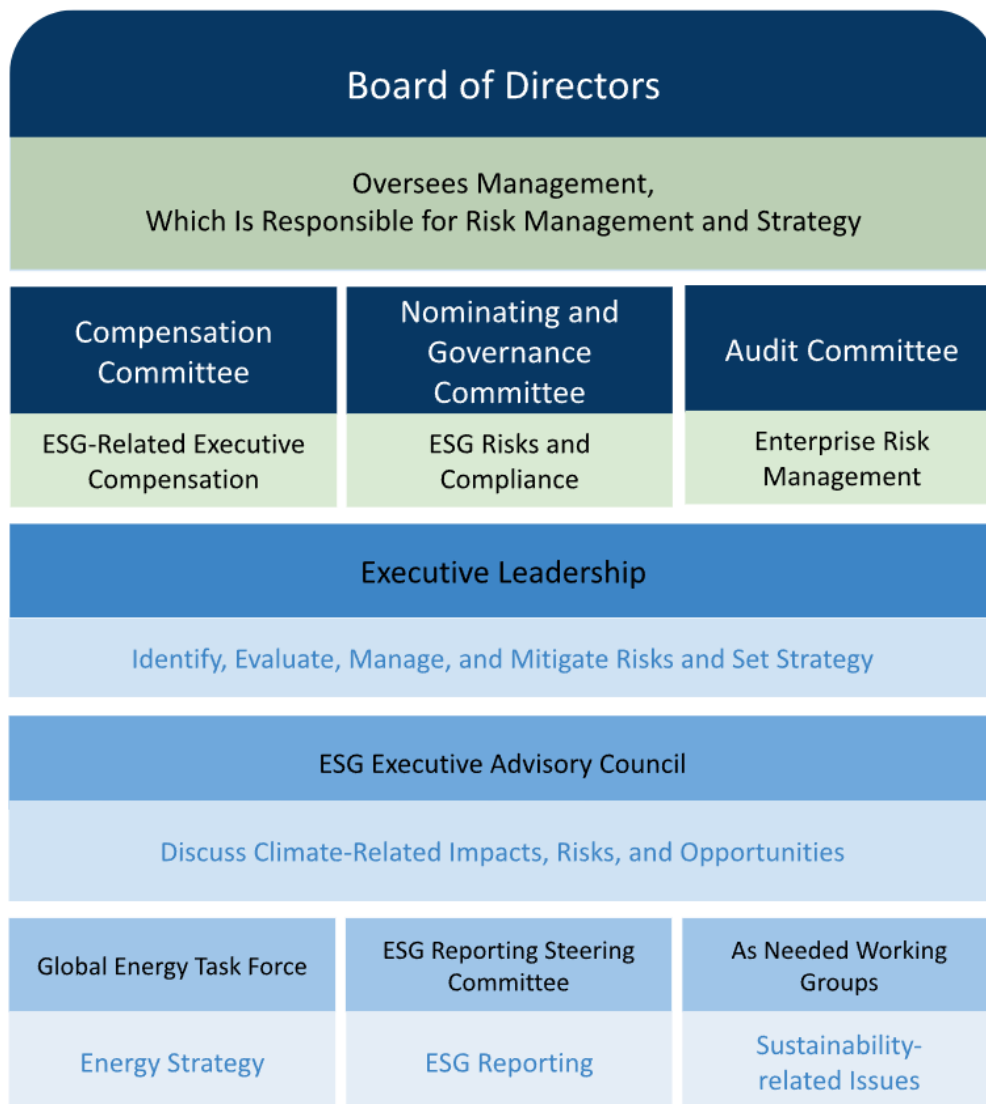 Board of Directors
Oversees Management,
Which Is Responsible for Risk Management and Strategy
Compensation
Committee
ESG-Related Executive
Compensation
Nominating and
Governance
Committee
ESG Risks and
Compliance
Audit Committee
Enterprise Risk
Management
Executive Leadership
Identify, Evaluate, Manage, and Mitigate Risks and Set Strategy
ESG Executive Advisory Council
Discuss Climate-Related Impacts, Risks, and Opportunities
Global Energy Task Force
Energy Strategy
ESG Reporting Steering
Committee
ESG Reporting
As Needed Working
Groups
Sustainability-
related Issues